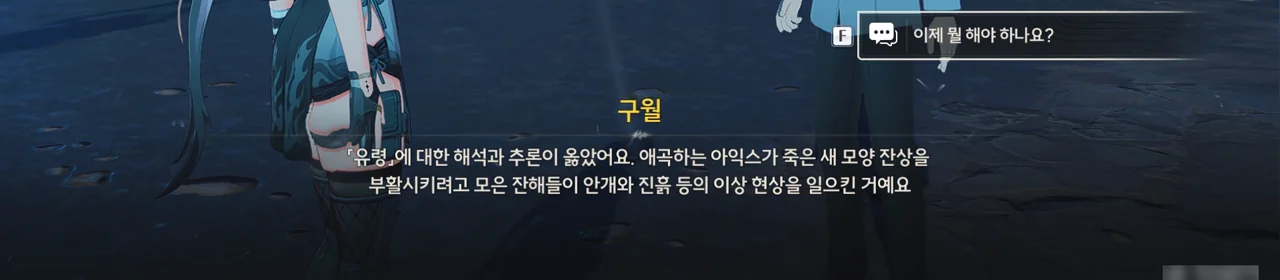 F
이제 뭘 해야 하나요?
구월
「유령」에 대한 해석과 추론이 옳았어요. 애곡하는 아익스가 죽은 새 모양 잔상을
부활시키려고 모은 잔해들이 안개와 진흙 등의 이상 현상을 일으킨 거예요